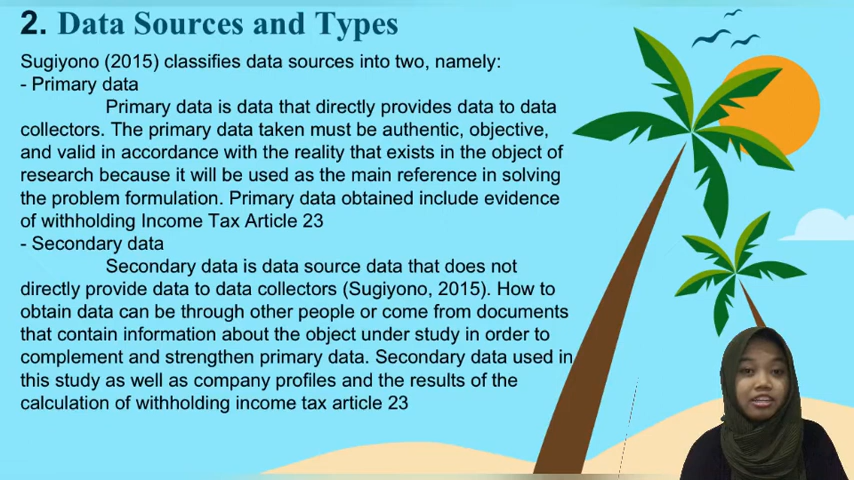 2. Data Sources and Types
Sugiyono (2015) classifies data sources into two, namely:
- Primary data
Primary data is data that directly provides data to data
collectors. The primary data taken must be authentic, objective,
and valid in accordance with the reality that exists in the object of
research because it will be used as the main reference in solving
the problem formulation. Primary data obtained include evidence
of withholding Income Tax Article 23
- Secondary data
Secondary data is data source data that does not
directly provide data to data collectors (Sugiyono, 2015). How to
obtain data can be through other people or come from documents
that contain information about the object under study in order to
complement and strengthen primary data. Secondary data used in
this study as well as company profiles and the results of the
calculation of withholding income tax article 23